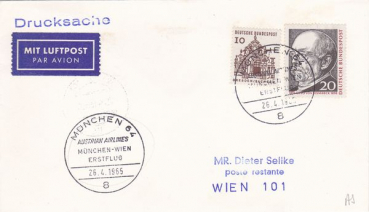 Drucksache
MIT LUFTPOST
PAR AVION
DEUTSCHE BUNDESPOST
10
DEUTSCHE BUNDESPOST
20
26.4.1965
8
MÜNCHEN 64
AUSTRIAN AIRLINES
MÜNCHEN-WIEN
ERSTFLUG
26.4.1965
8
MR. Dieter Selike
poste restante
WIEN 101